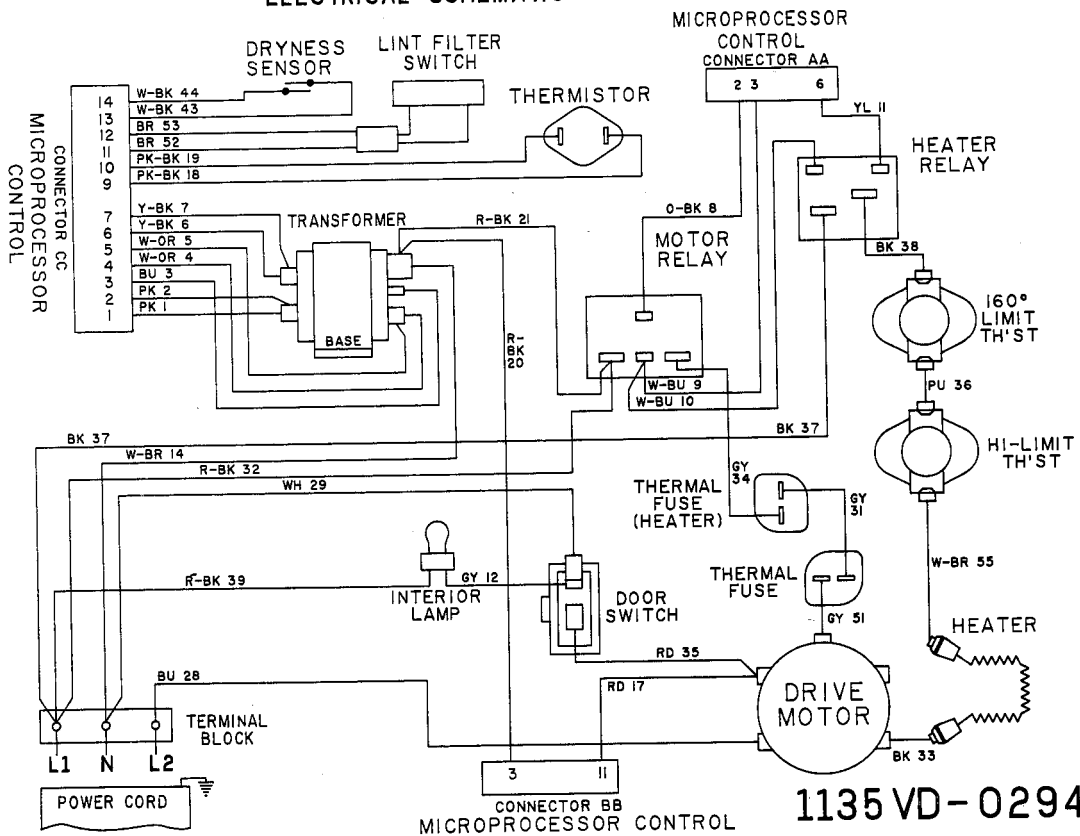 MICROPROCESSOR
CONTROL
CONNECTOR AA
2 3 6
DRYNESS
SENSOR
LINT FILTER
SWITCH
THERMISTOR
YL 11
HEATER
RELAY
MICROPROCESSOR
CONTROL
CONNECTOR CC
14
13
12
11
10
9
7
6
5
4
3
2
1
W-BK 44
W-BK 43
BR 53
BR 52
PK-BK 19
PK-BK 18
Y-BK 7
Y-BK 6
W-OR 5
W-OR 4
BU 3
PK 2
PK 1
TRANSFORMER
BASE
R-BK 21
R-
BK
20
O-BK 8
MOTOR
RELAY
BK 38
160°
LIMIT
TH'ST
PU 36
W-BU 9
W-BU 10
BK 37
BK 37
W-BR 14
R-BK 32
WH 29
HI-LIMIT
TH'ST
GY
34
THERMAL
FUSE
(HEATER)
GY
31
THERMAL
FUSE
GY 51
W-BR 55
R-BK 39
INTERIOR
LAMP
GY 12
DOOR
SWITCH
HEATER
RD 35
RD 17
BU 28
DRIVE
MOTOR
BK 33
TERMINAL
BLOCK
L1 N L2
POWER CORD
3 11
CONNECTOR BB
MICROPROCESSOR CONTROL
1135VD-0294